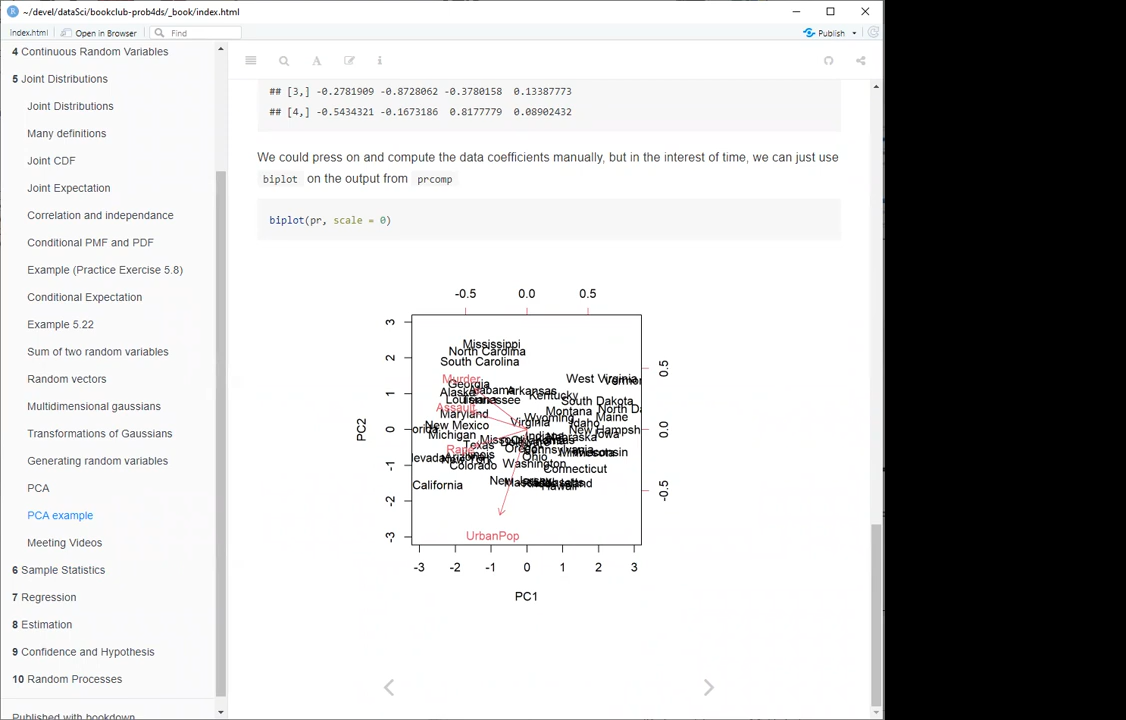 ~/devel/dataSci/bookclub-prob4ds/_book/index.html
index.html
Open in Browser
Find
Publish
4 Continuous Random Variables
5 Joint Distributions
Joint Distributions
Many definitions
Joint CDF
Joint Expectation
Correlation and independance
Conditional PMF and PDF
Example (Practice Exercise 5.8)
Conditional Expectation
Example 5.22
Sum of two random variables
Random vectors
Multidimensional gaussians
Transformations of Gaussians
Generating random variables
PCA
PCA example
Meeting Videos
6 Sample Statistics
7 Regression
8 Estimation
9 Confidence and Hypothesis
10 Random Processes
Published with bookdown
## [3,] -0.2781909 -0.8728062 -0.3780158 0.13387773
## [4,] -0.5434321 -0.1673186 0.8177779 0.08902432
We could press on and compute the data coefficients manually, but in the interest of time, we can just use
biplot on the output from prcomp
biplot(pr, scale = 0)
-0.5 0.0 0.5
3
2
1
0
-1
-2
-3
PC2
0.5
0.0
-0.5
Mississippi
North Carolina
South Carolina
Murder
West Virginia
Georgia
Alaska
Arkansas
Kentucky
South Dakota
Assault
Maryland
Wyoming
Montana
Maine
Virginia
Idaho
New Mexico
Michigan
Texas
Colorado
Ohio
Washington
Connecticut
California
Hawaii
UrbanPop
-3 -2 -1 0 1 2 3
PC1